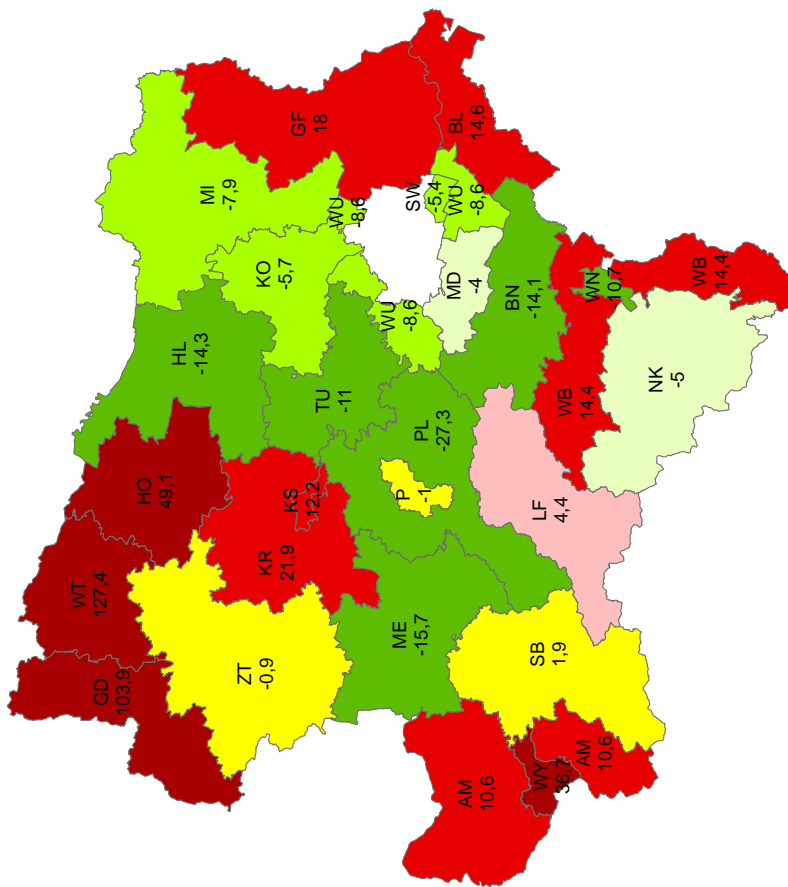 WT
127,4
GD
103,9
HO
49,1
HL
-14,3
MI
-7,9
ZT
-0,9
KR
21,9
KO
-5,7
KS
12,2
GF
18
TU
-11
WU
-8,6
WU
-8,6
ME
-15,7
P
-1
PL
-27,3
SW
-5,4
MD
-4
WU
-8,6
BL
14,6
AM
10,6
BN
-14,1
SB
1,9
LF
4,4
WY
36,7
AM
10,6
WB
14,4
WN
10,7
NK
-5
WB
14,4